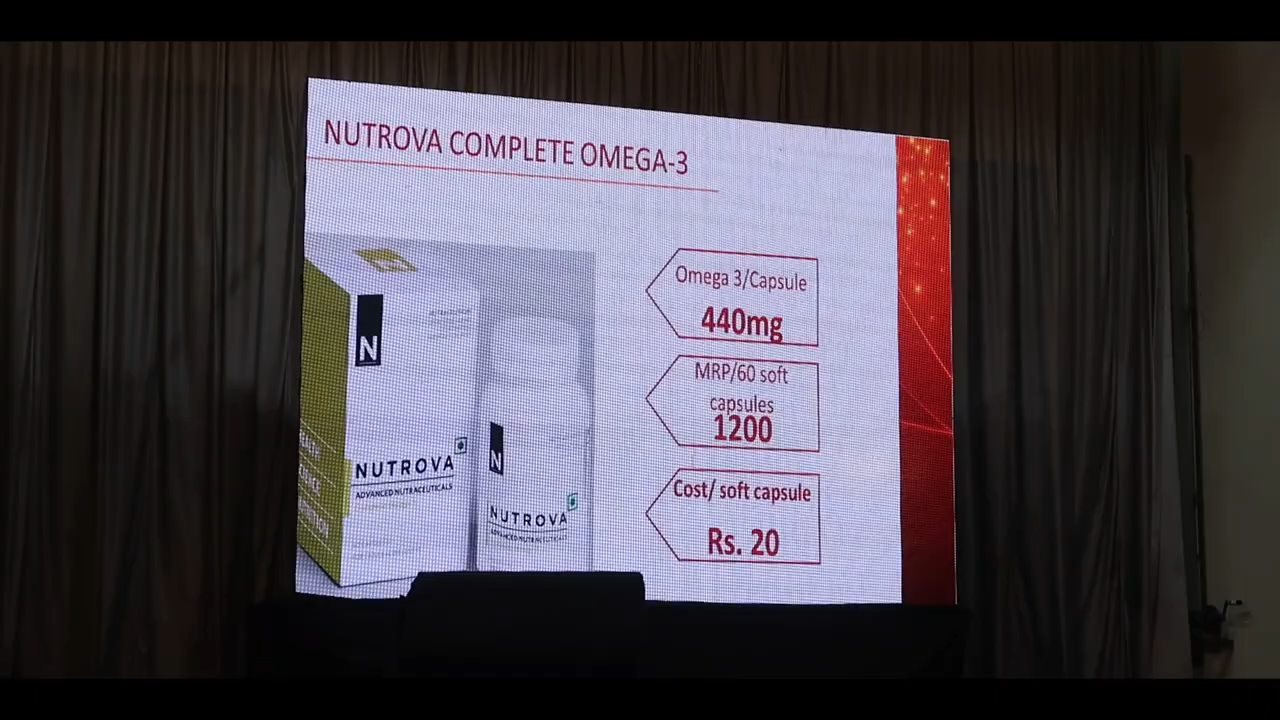 NUTROVA COMPLETE OMEGA-3
Omega 3/Capsule
440mg
MRP/60 soft
capsules
1200
Cost/ soft capsule
Rs. 20
N
NUTROVA
ADVANCED NUTRACEUTICALS
N
NUTROVA
ADVANCED NUTRACEUTICALS